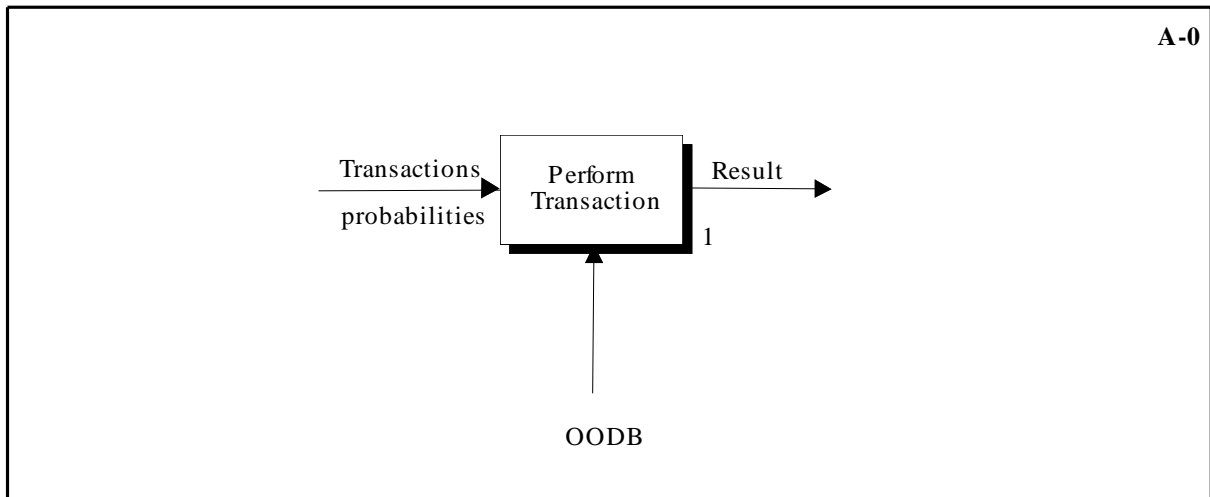 A-0
Transactions
probabilities
Perform
Transaction
Result
1
OODB